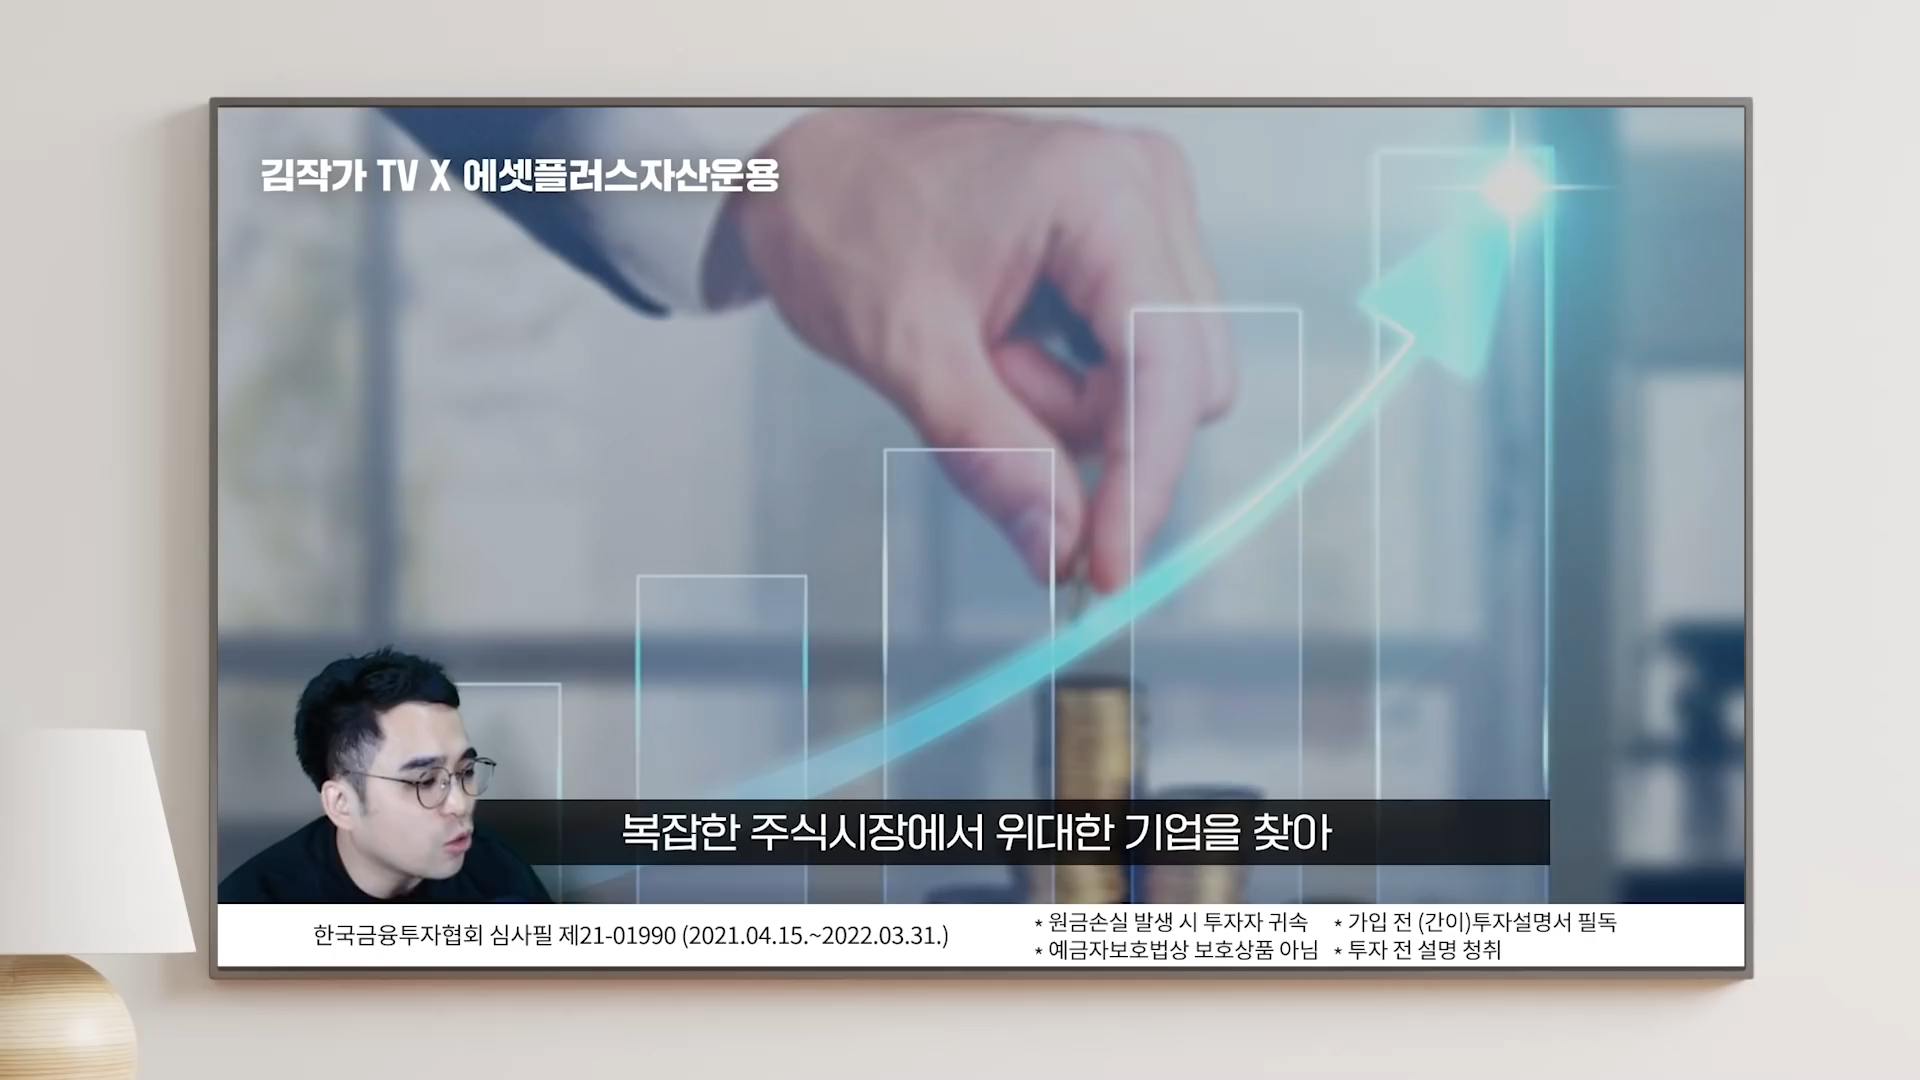 김작가 TV X 에셋플러스자산운용
복잡한 주식시장에서 위대한 기업을 찾아
한국금융투자협회 심사필 제21-01990 (2021.04.15.~2022.03.31.)
* 원금손실 발생 시 투자자 귀속
* 가입 전 (간이)투자설명서 필독
* 예금자보호법상 보호상품 아님
* 투자 전 설명 청취